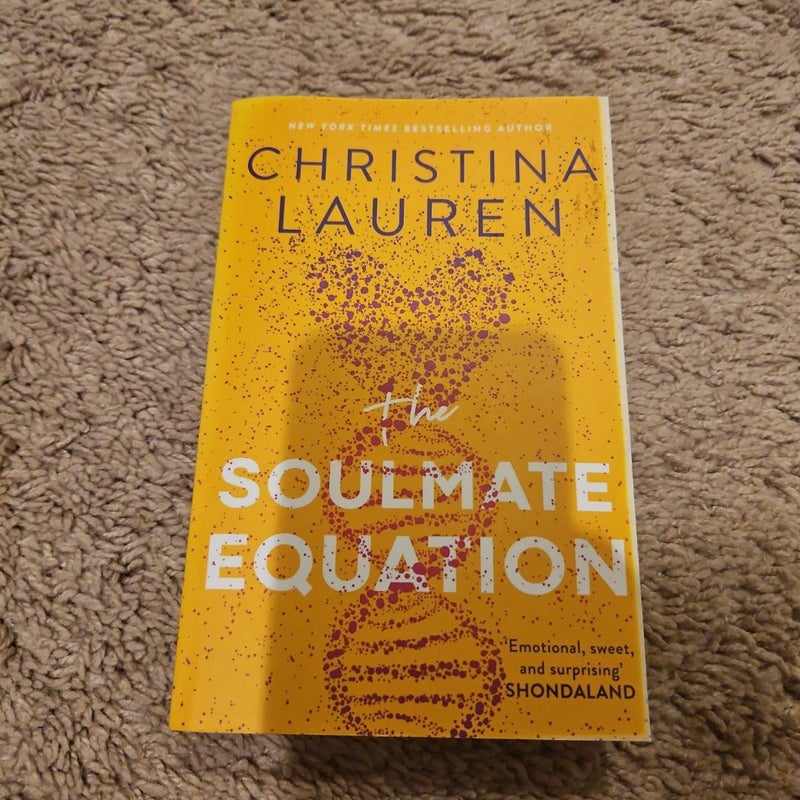 NEW YORK TIMES BESTSELLING AUTHOR
CHRISTINA
LAUREN
the
SOULMATE
EQUATION
'Emotional, sweet,
and surprising'
SHONDALAND